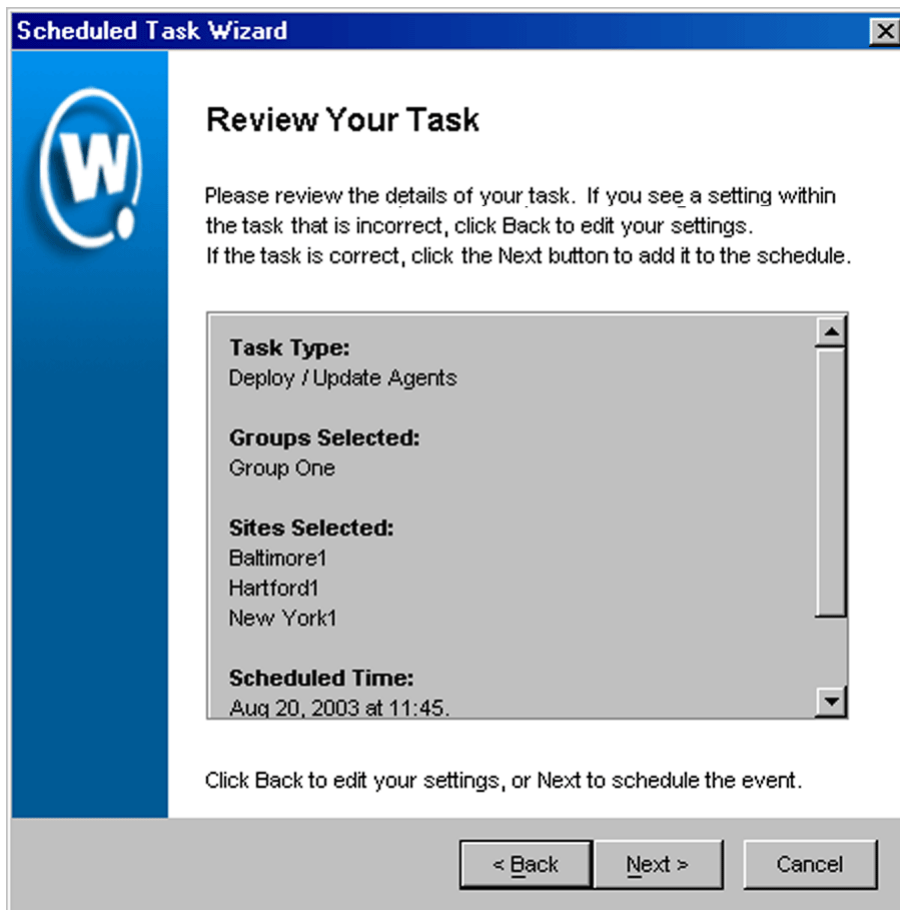 Scheduled Task Wizard
W
Review Your Task
Please review the details of your task. If you see a setting within
the task that is incorrect, click Back to edit your settings.
If the task is correct, click the Next button to add it to the schedule.
Task Type:
Deploy / Update Agents
Groups Selected:
Group One
Sites Selected:
Baltimore1
Hartford1
New York1
Scheduled Time:
Aug 20, 2003 at 11:45.
Click Back to edit your settings, or Next to schedule the event.
< Back Next > Cancel